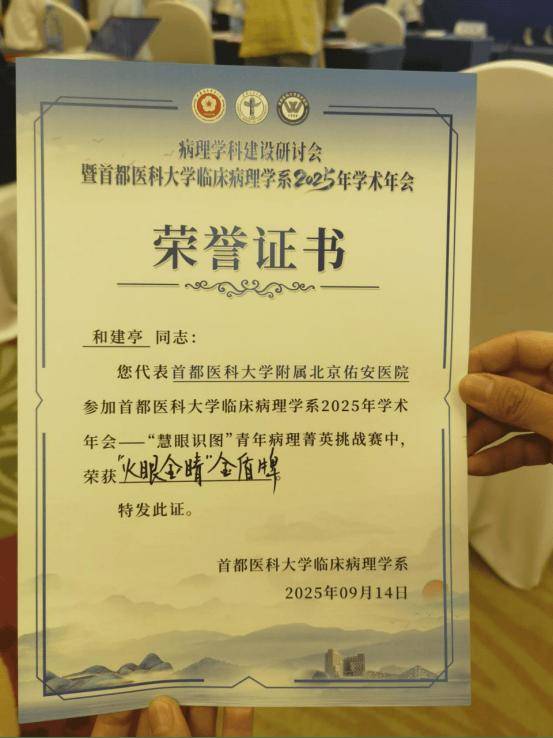 病理学科建设研讨会
暨首都医科大学临床病理学系2025年学术年会
荣誉证书
和建亭 同志：
您代表首都医科大学附属北京佑安医院
参加首都医科大学临床病理学系2025年学术
年会——“慧眼识图”青年病理菁英挑战赛中，
荣获“火眼金睛”金盾牌
特发此证。
首都医科大学临床病理学系
2025年09月14日